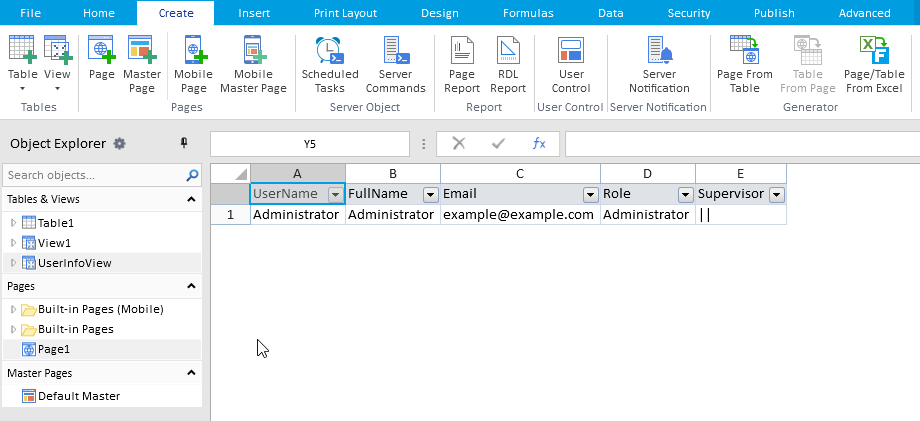 File Home Create Insert Print Layout Design Formulas Data Security Publish Advanced
Table View Page Master Page Mobile Page Mobile Master Page Scheduled Tasks Server Commands Page Report RDL Report User Control Server Notification Page From Table Table From Page Page/Table From Excel
Tables Pages Server Object Report User Control Server Notification Generator
Object Explorer Y5 fx
Search objects...
A B C D E
UserName FullName Email Role Supervisor
1 Administrator Administrator example@example.com Administrator ||
Tables & Views
Table1
View1
UserInfoView
Pages
Built-in Pages (Mobile)
Built-in Pages
Page1
Master Pages
Default Master